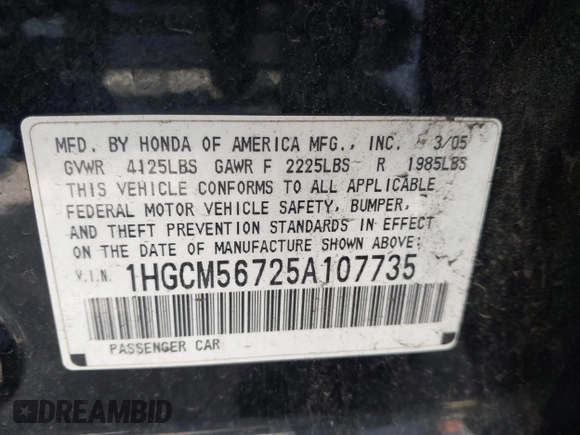 MFD. BY HONDA OF AMERICA MFG., INC. 3/05
GVWR 4125LBS GAWR F 2225LBS R 1985LBS
THIS VEHICLE CONFORMS TO ALL APPLICABLE
FEDERAL MOTOR VEHICLE SAFETY, BUMPER,
AND THEFT PREVENTION STANDARDS IN EFFECT
ON THE DATE OF MANUFACTURE SHOWN ABOVE:
V.I.N. 1HGCM56725A107735
PASSENGER CAR
DREAMBID